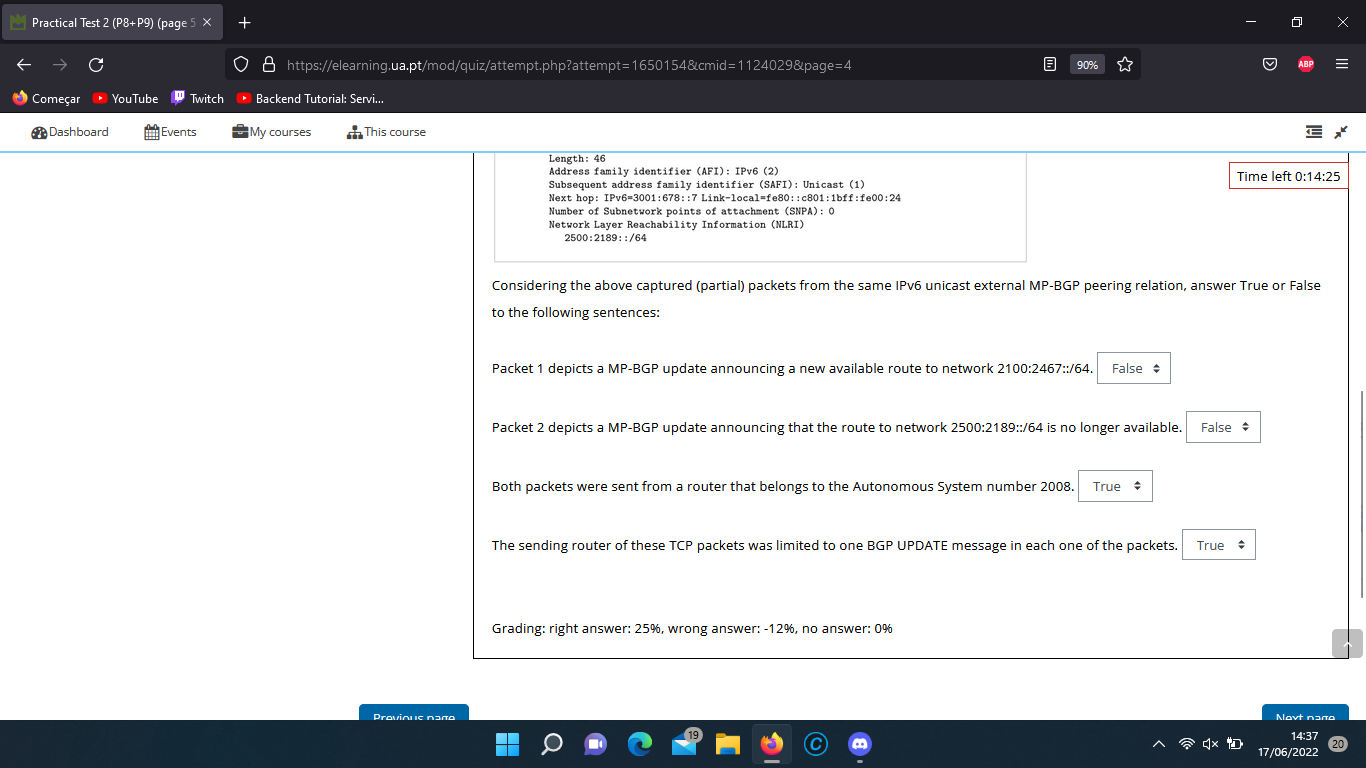 Practical Test 2 (P8+P9) (page 5
https://elearning.ua.pt/mod/quiz/attempt.php?attempt=1650154&cmid=1124029&page=4
90%
ABP
Começar
YouTube
Twitch
Backend Tutorial: Servi...
Dashboard
Events
My courses
This course
Time left 0:14:25
Length: 46
Address family identifier (AFI): IPv6 (2)
Subsequent address family identifier (SAFI): Unicast (1)
Next hop: IPv6=3001:678::7 Link-local=fe80::c801:1bff:fe00:24
Number of Subnetwork points of attachment (SNPA): 0
Network Layer Reachability Information (NLRI)
2500:2189::/64
Considering the above captured (partial) packets from the same IPv6 unicast external MP-BGP peering relation, answer True or False
to the following sentences:
Packet 1 depicts a MP-BGP update announcing a new available route to network 2100:2467::/64. False
Packet 2 depicts a MP-BGP update announcing that the route to network 2500:2189::/64 is no longer available. False
Both packets were sent from a router that belongs to the Autonomous System number 2008. True
The sending router of these TCP packets was limited to one BGP UPDATE message in each one of the packets. True
Grading: right answer: 25%, wrong answer: -12%, no answer: 0%
Previous page
Next page
19
14:37
17/06/2022
20